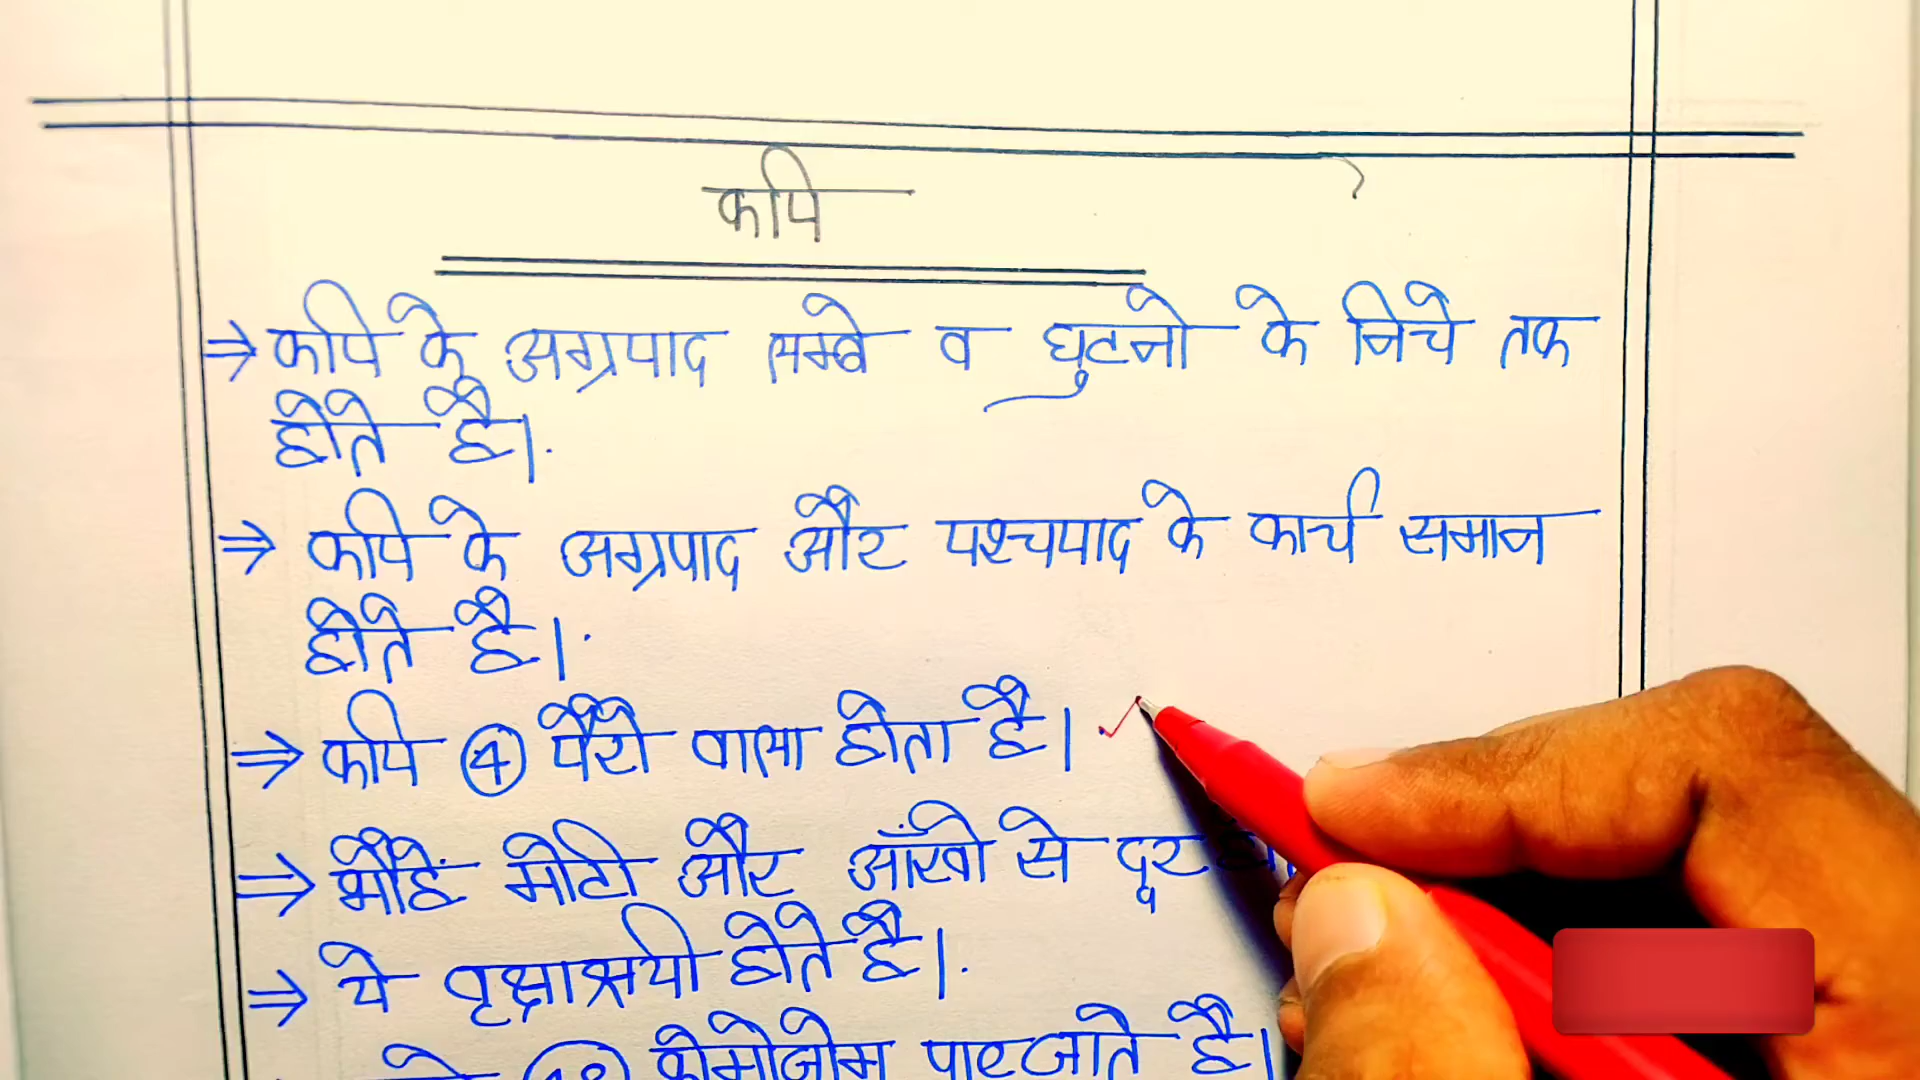 कपि
⇒ कपि के अग्रपाद लम्बे व घुटनो के निचे तक
होते है।
⇒ कपि के अग्रपाद और पश्चपाद के कार्य समान
होते है।
⇒ कपि ④ पैरो वाला होता है।
⇒ भौहें मोटी और आँखो से दूर
⇒ ये वृक्षाश्रयी होते है।
क्रोमोजोम पाए जाते है।